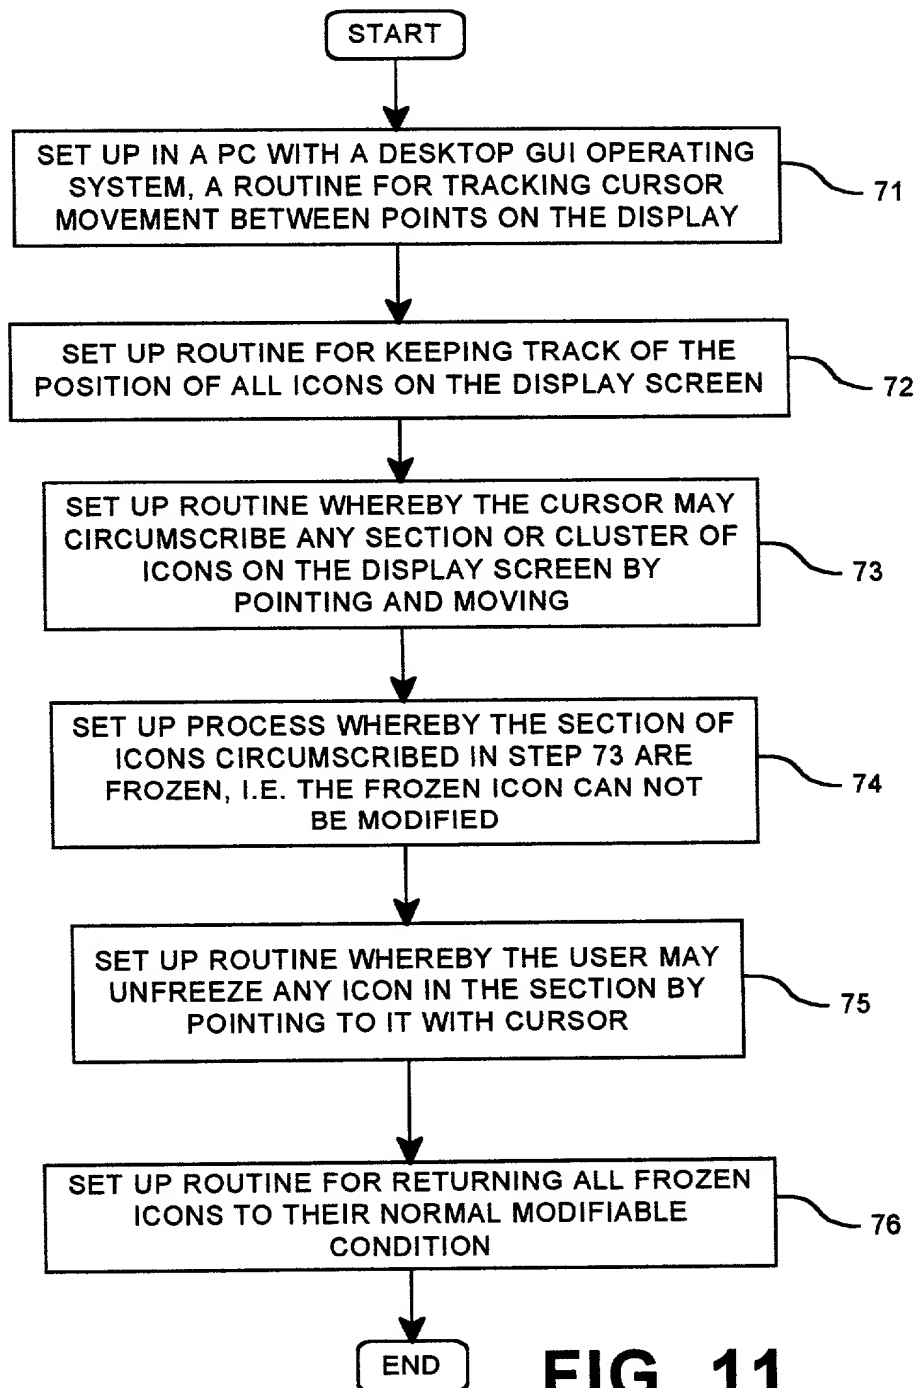 START
SET UP IN A PC WITH A DESKTOP GUI OPERATING
SYSTEM, A ROUTINE FOR TRACKING CURSOR
MOVEMENT BETWEEN POINTS ON THE DISPLAY
71
SET UP ROUTINE FOR KEEPING TRACK OF THE
POSITION OF ALL ICONS ON THE DISPLAY SCREEN
72
SET UP ROUTINE WHEREBY THE CURSOR MAY
CIRCUMSCRIBE ANY SECTION OR CLUSTER OF
ICONS ON THE DISPLAY SCREEN BY
POINTING AND MOVING
73
SET UP PROCESS WHEREBY THE SECTION OF
ICONS CIRCUMSCRIBED IN STEP 73 ARE
FROZEN, I.E. THE FROZEN ICON CAN NOT
BE MODIFIED
74
SET UP ROUTINE WHEREBY THE USER MAY
UNFREEZE ANY ICON IN THE SECTION BY
POINTING TO IT WITH CURSOR
75
SET UP ROUTINE FOR RETURNING ALL FROZEN
ICONS TO THEIR NORMAL MODIFIABLE
CONDITION
76
END
FIG. 11